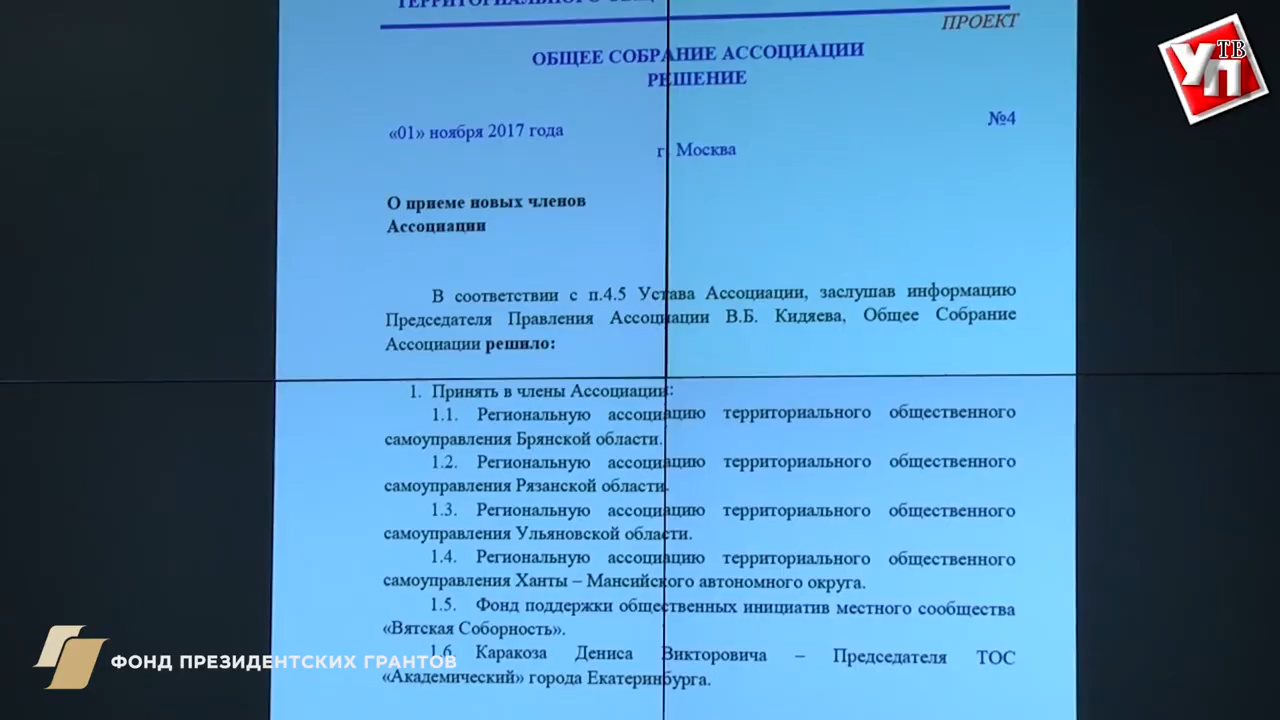 ТЕРРИТОРИАЛЬНОГО
ПРОЕКТ
ТВ
УП
ОБЩЕЕ СОБРАНИЕ АССОЦИАЦИИ
РЕШЕНИЕ
«01» ноября 2017 года
№4
г. Москва
О приеме новых членов
Ассоциации
В соответствии с п.4.5 Устава Ассоциации, заслушав информацию
Председателя Правления Ассоциации В.Б. Кидяева, Общее Собрание
Ассоциации решило:
1. Принять в члены Ассоциации:
1.1. Региональную ассоциацию территориального общественного
самоуправления Брянской области.
1.2. Региональную ассоциацию территориального общественного
самоуправления Рязанской области.
1.3. Региональную ассоциацию территориального общественного
самоуправления Ульяновской области.
1.4. Региональную ассоциацию территориального общественного
самоуправления Ханты – Мансийского автономного округа.
1.5. Фонд поддержки общественных инициатив местного сообщества
«Вятская Соборность».
1.6. Каракоза Дениса Викторовича – Председателя ТОС
«Академический» города Екатеринбурга.
ФОНД ПРЕЗИДЕНТСКИХ ГРАНТОВ